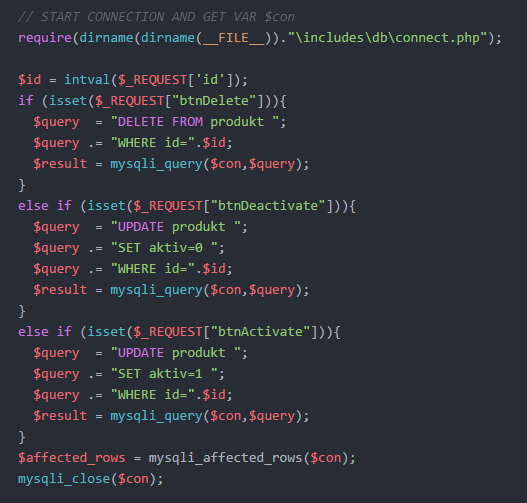 // START CONNECTION AND GET VAR $con
require(dirname(dirname(__FILE__))."\includes\db\connect.php");

$id = intval($_REQUEST['id']);
if (isset($_REQUEST["btnDelete"])){
  $query  = "DELETE FROM produkt ";
  $query .= "WHERE id=".$id;
  $result = mysqli_query($con,$query);
}
else if (isset($_REQUEST["btnDeactivate"])){
  $query  = "UPDATE produkt ";
  $query .= "SET aktiv=0 ";
  $query .= "WHERE id=".$id;
  $result = mysqli_query($con,$query);
}
else if (isset($_REQUEST["btnActivate"])){
  $query  = "UPDATE produkt ";
  $query .= "SET aktiv=1 ";
  $query .= "WHERE id=".$id;
  $result = mysqli_query($con,$query);
}
$affected_rows = mysqli_affected_rows($con);
mysqli_close($con);